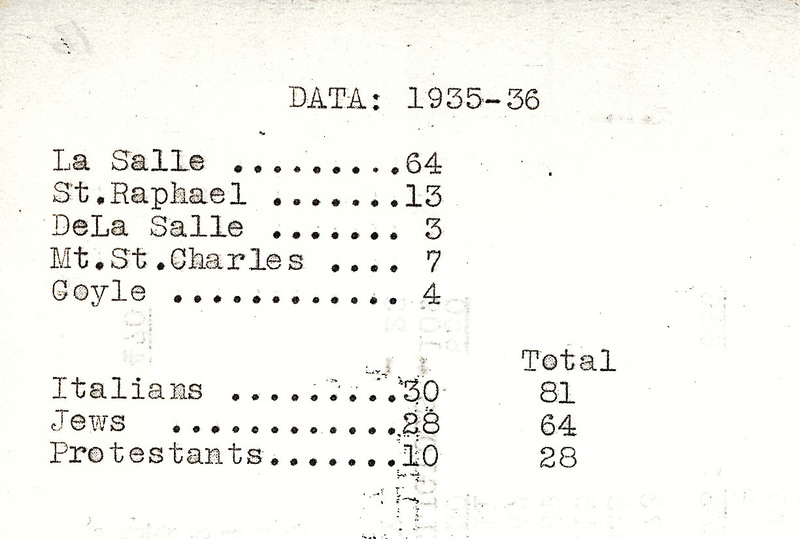 DATA: 1935-36
La Salle .........64
St.Raphael .......13
DeLa Salle ....... 3
Mt.St.Charles .... 7
Goyle ............ 4
Total
Italians .........30 81
Jews ............28 64
Protestants.......10 28